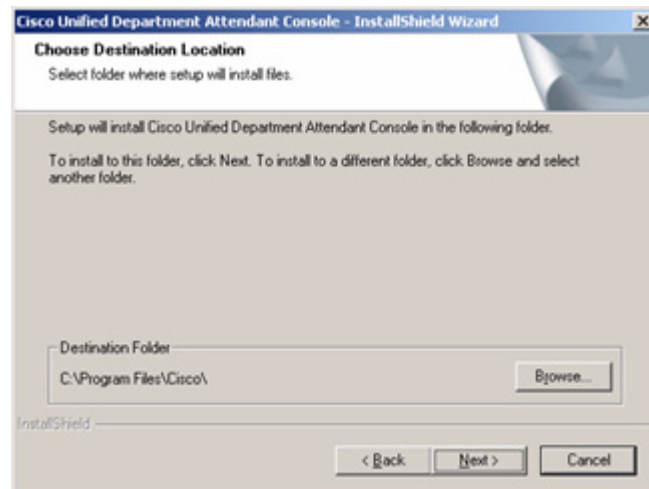 Cisco Unified Department Attendant Console - InstallShield Wizard
Choose Destination Location
Select folder where setup will install files.
Setup will install Cisco Unified Department Attendant Console in the following folder.
To install to this folder, click Next. To install to a different folder, click Browse and select
another folder.
Destination Folder
C:\Program Files\Cisco\
Browse...
InstallShield
< Back
Next >
Cancel